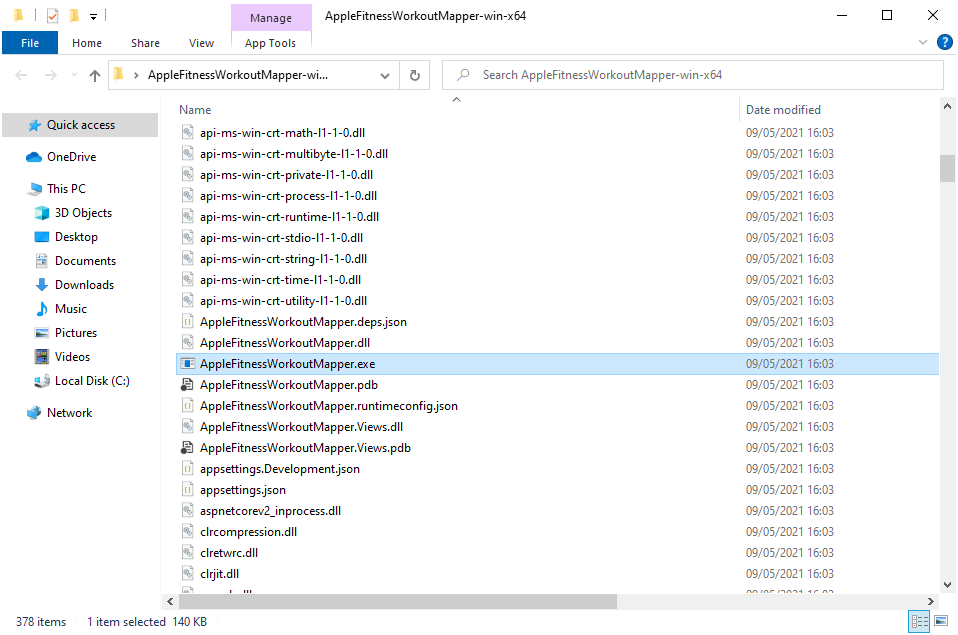 Manage
AppleFitnessWorkoutMapper-win-x64
File
Home
Share
View
App Tools
AppleFitnessWorkoutMapper-wi...
Search AppleFitnessWorkoutMapper-win-x64
Quick access
OneDrive
This PC
3D Objects
Desktop
Documents
Downloads
Music
Pictures
Videos
Local Disk (C:)
Network
Name Date modified
api-ms-win-crt-math-l1-1-0.dll 09/05/2021 16:03
api-ms-win-crt-multibyte-l1-1-0.dll 09/05/2021 16:03
api-ms-win-crt-private-l1-1-0.dll 09/05/2021 16:03
api-ms-win-crt-process-l1-1-0.dll 09/05/2021 16:03
api-ms-win-crt-runtime-l1-1-0.dll 09/05/2021 16:03
api-ms-win-crt-stdio-l1-1-0.dll 09/05/2021 16:03
api-ms-win-crt-string-l1-1-0.dll 09/05/2021 16:03
api-ms-win-crt-time-l1-1-0.dll 09/05/2021 16:03
api-ms-win-crt-utility-l1-1-0.dll 09/05/2021 16:03
AppleFitnessWorkoutMapper.deps.json 09/05/2021 16:03
AppleFitnessWorkoutMapper.dll 09/05/2021 16:03
AppleFitnessWorkoutMapper.exe 09/05/2021 16:03
AppleFitnessWorkoutMapper.pdb 09/05/2021 16:03
AppleFitnessWorkoutMapper.runtimeconfig.json 09/05/2021 16:03
AppleFitnessWorkoutMapper.Views.dll 09/05/2021 16:03
AppleFitnessWorkoutMapper.Views.pdb 09/05/2021 16:03
appsettings.Development.json 09/05/2021 16:03
appsettings.json 09/05/2021 16:03
aspnetcorev2_inprocess.dll 09/05/2021 16:03
clrcompression.dll 09/05/2021 16:03
clretwrc.dll 09/05/2021 16:03
clrjit.dll 09/05/2021 16:03
09/05/2021 16:03
378 items 1 item selected 140 KB